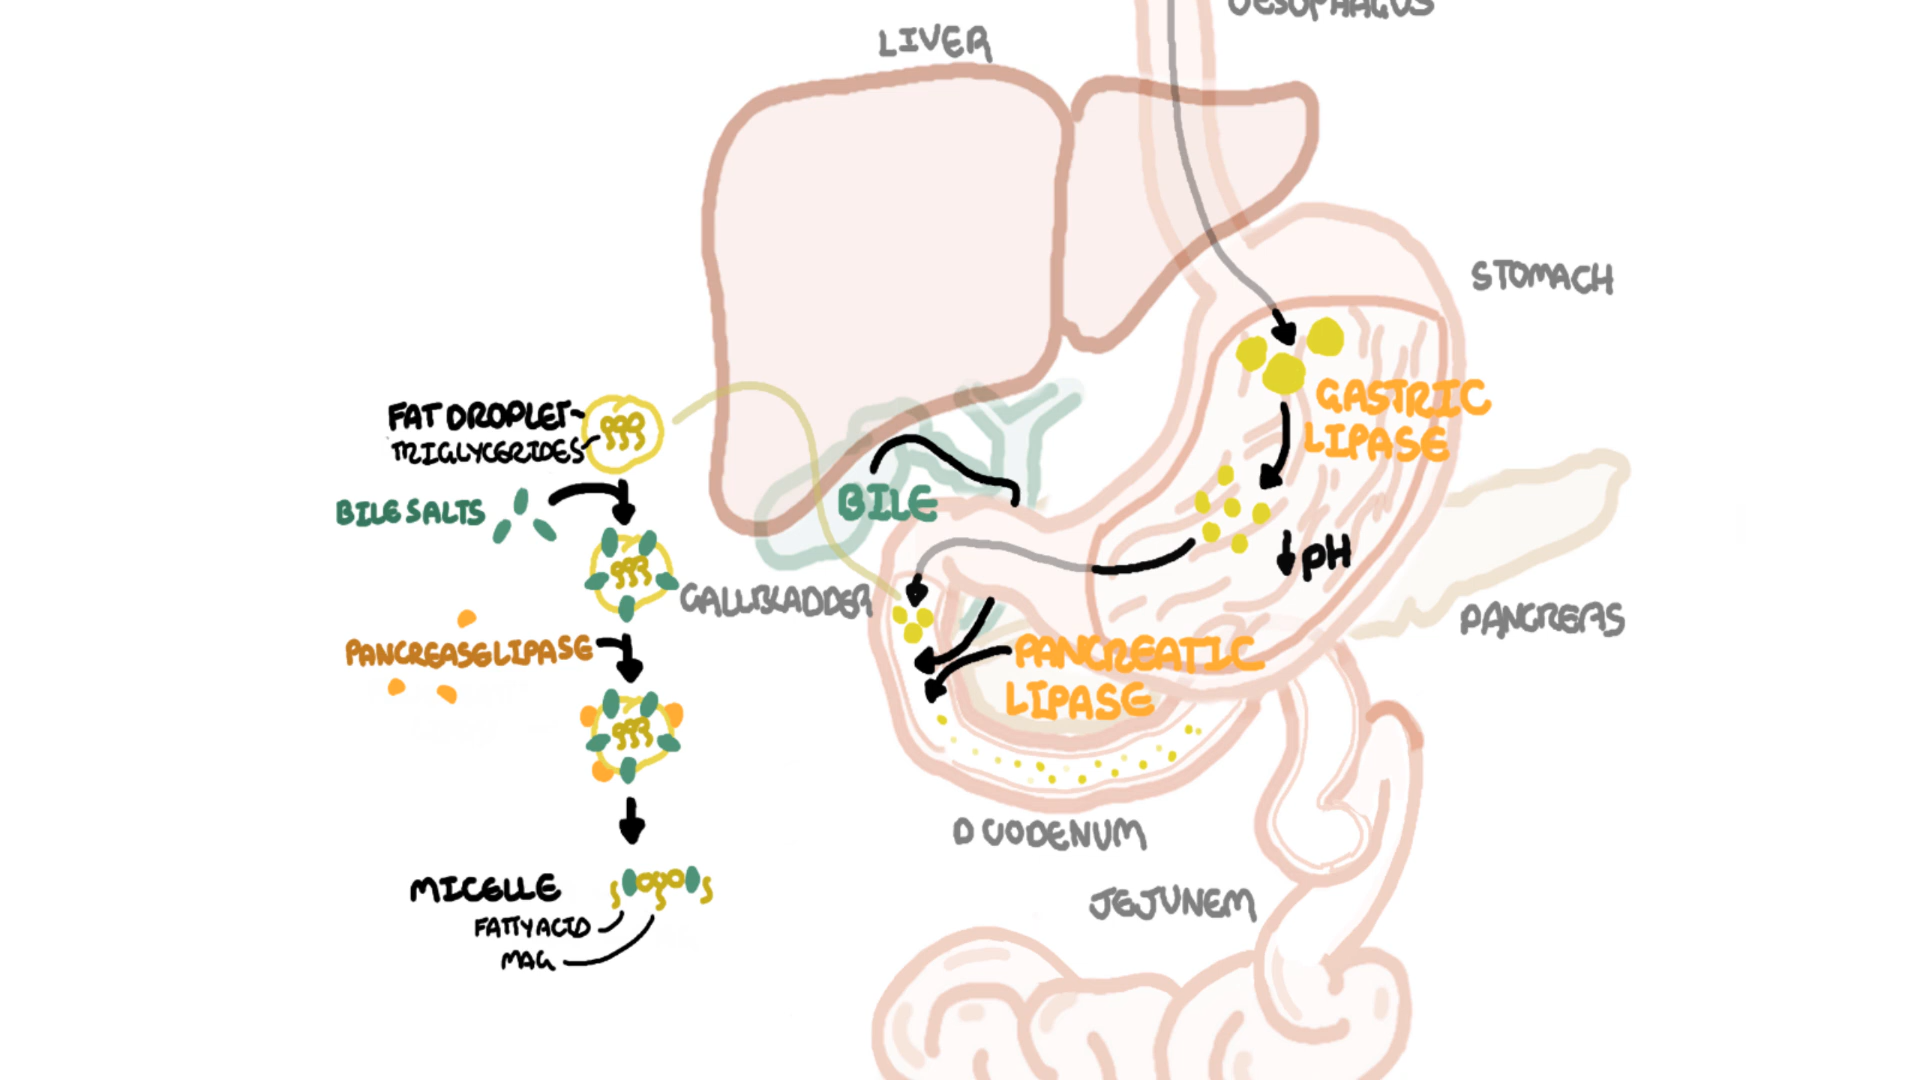 OESOPHAGUS
LIVER
STOMACH
GASTRIC
LIPASE
FAT DROPLET
TRIGLYCERIDES
BILE SALTS
BILE
↓pH
GALLBLADDER
PANCREAS
PANCREASE LIPASE
PANCREATIC
LIPASE
DUODENUM
MICELLE
FATTY ACID
MAG
JEJUNEM